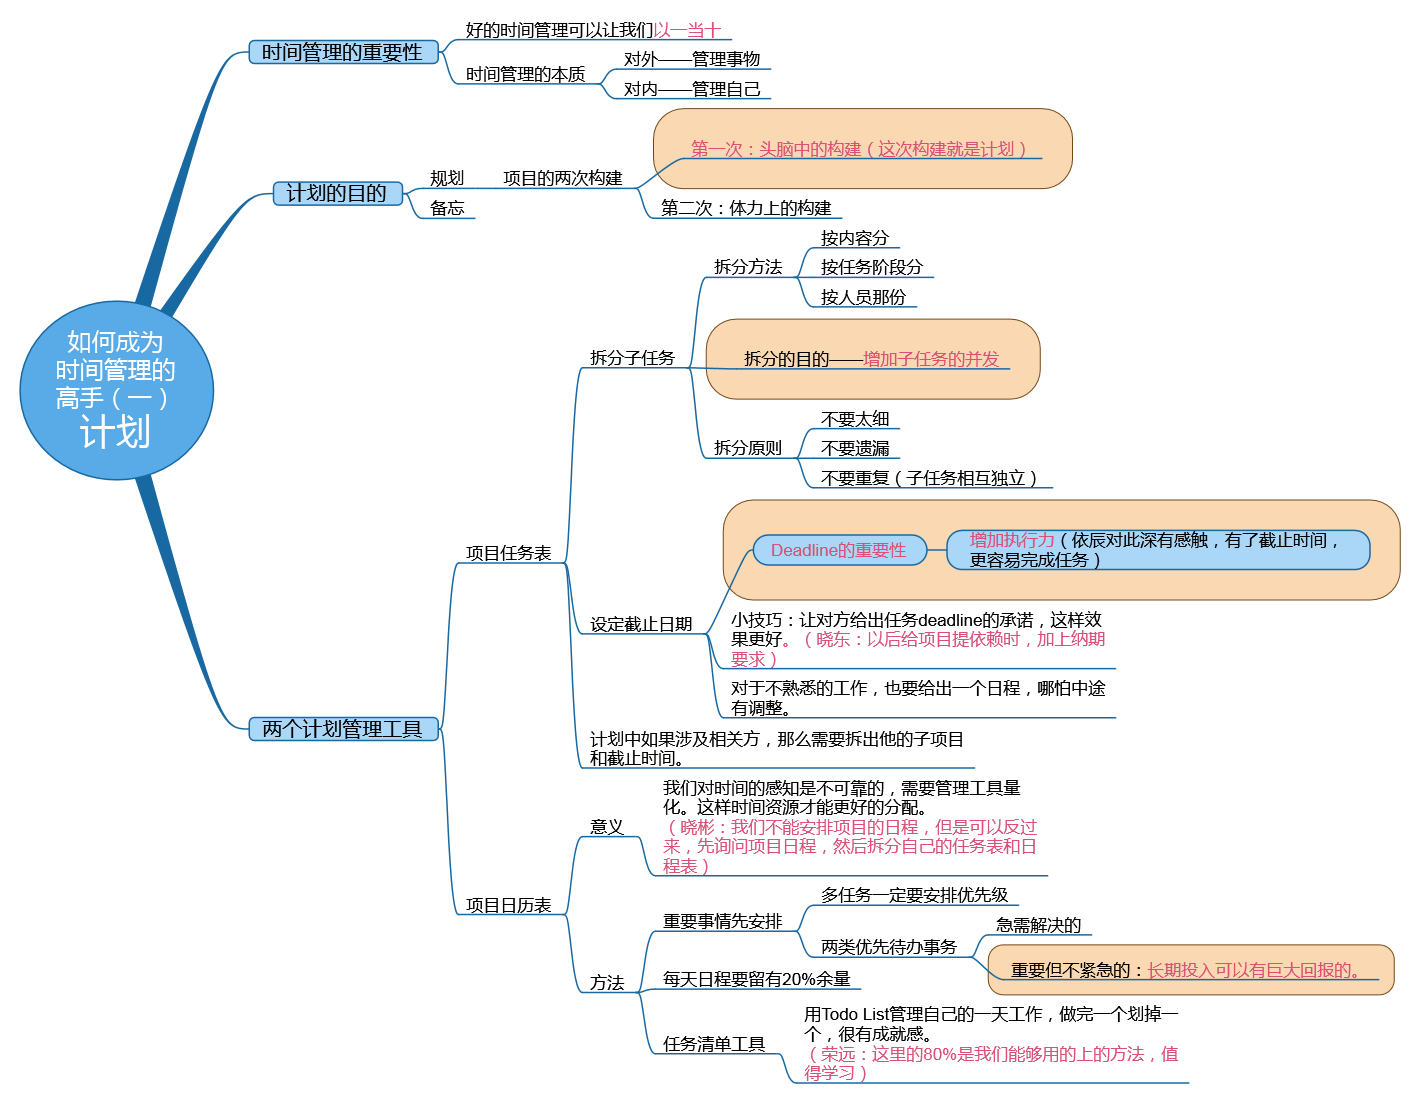 如何成为
时间管理的
高手（一）
计划
时间管理的重要性
好的时间管理可以让我们以一当十
时间管理的本质
对外——管理事物
对内——管理自己
计划的目的
规划
项目的两次构建
第一次：头脑中的构建（这次构建就是计划）
第二次：体力上的构建
备忘
两个计划管理工具
项目任务表
拆分子任务
拆分方法
按内容分
按任务阶段分
按人员那份
拆分的目的——增加子任务的并发
拆分原则
不要太细
不要遗漏
不要重复（子任务相互独立）
设定截止日期
Deadline的重要性
增加执行力（依辰对此深有感触，有了截止时间，
更容易完成任务）
小技巧：让对方给出任务deadline的承诺，这样效
果更好。（晓东：以后给项目提依赖时，加上纳期
要求）
对于不熟悉的工作，也要给出一个日程，哪怕中途
有调整。
计划中如果涉及相关方，那么需要拆出他的子项目
和截止时间。
项目日历表
意义
我们对时间的感知是不可靠的，需要管理工具量
化。这样时间资源才能更好的分配。
（晓彬：我们不能安排项目的日程，但是可以反过
来，先询问项目日程，然后拆分自己的任务表和日
程表）
方法
重要事情先安排
多任务一定要安排优先级
两类优先待办事务
急需解决的
重要但不紧急的：长期投入可以有巨大回报的。
每天日程要留有20%余量
任务清单工具
用Todo List管理自己的一天工作，做完一个划掉一
个，很有成就感。
（荣远：这里的80%是我们能够用的上的方法，值
得学习）